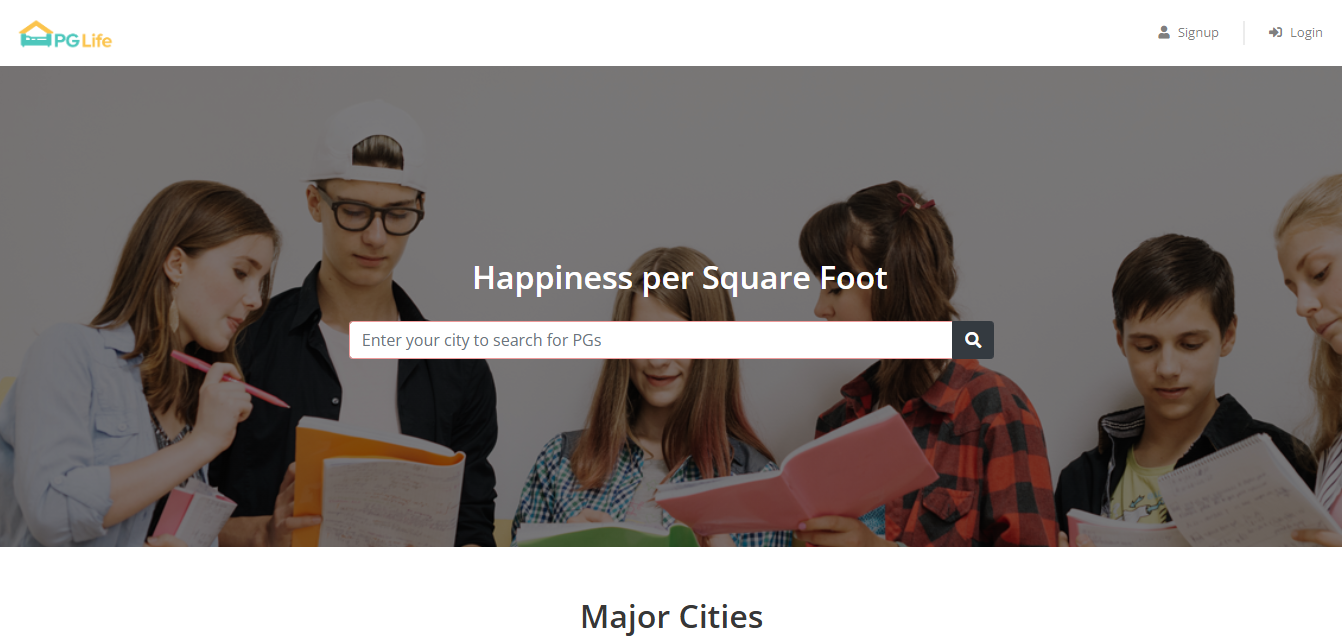 PG Life
Signup
Login
Happiness per Square Foot
Enter your city to search for PGs
Major Cities